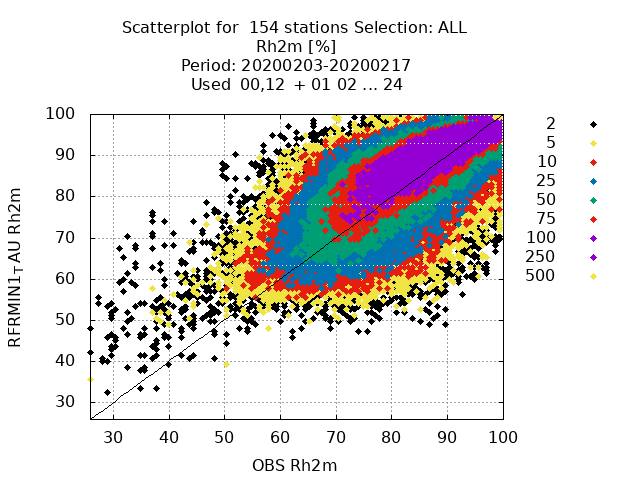 Scatterplot for 154 stations Selection: ALL
Rh2m [%]
Period: 20200203-20200217
Used 00,12 + 01 02 ... 24
RFRMIN1_T AU Rh2m
100
90
80
70
60
50
40
30
30 40 50 60 70 80 90 100
OBS Rh2m
2
5
10
25
50
75
100
250
500